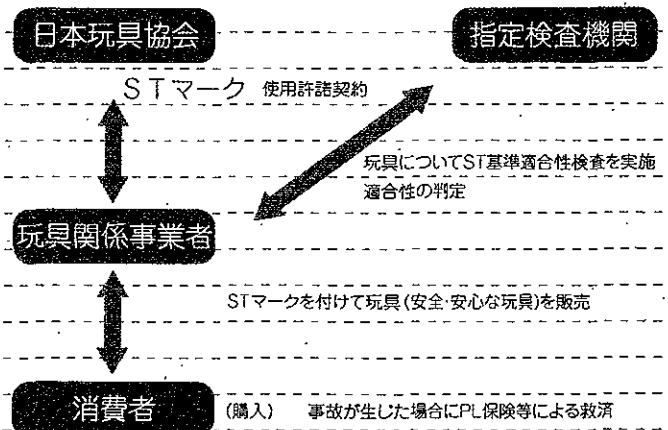 日本玩具協会
指定検査機関
STマーク 使用許諾契約
玩具についてST基準適合性検査を実施
適合性の判定
玩具関係事業者
STマークを付けて玩具(安全・安心な玩具)を販売
消費者
(購入) 事故が生じた場合にPL保険等による救済